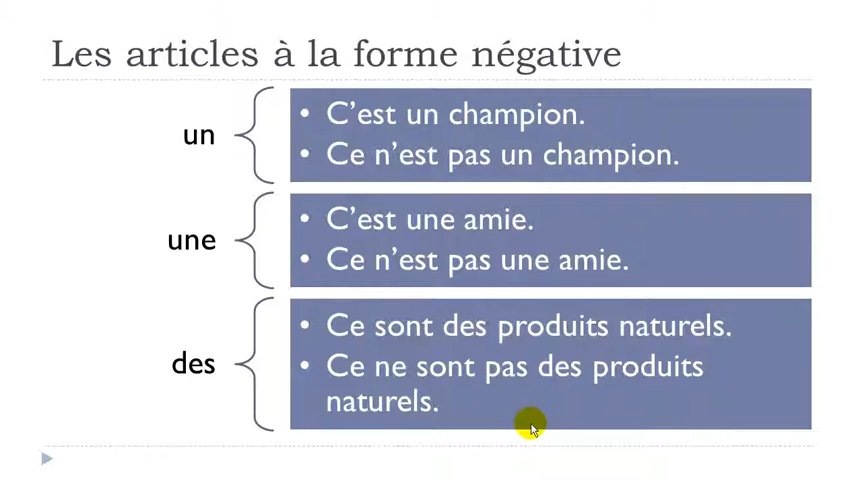 Les articles à la forme négative
un
• C’est un champion.
• Ce n’est pas un champion.
une
• C’est une amie.
• Ce n’est pas une amie.
des
• Ce sont des produits naturels.
• Ce ne sont pas des produits
naturels.